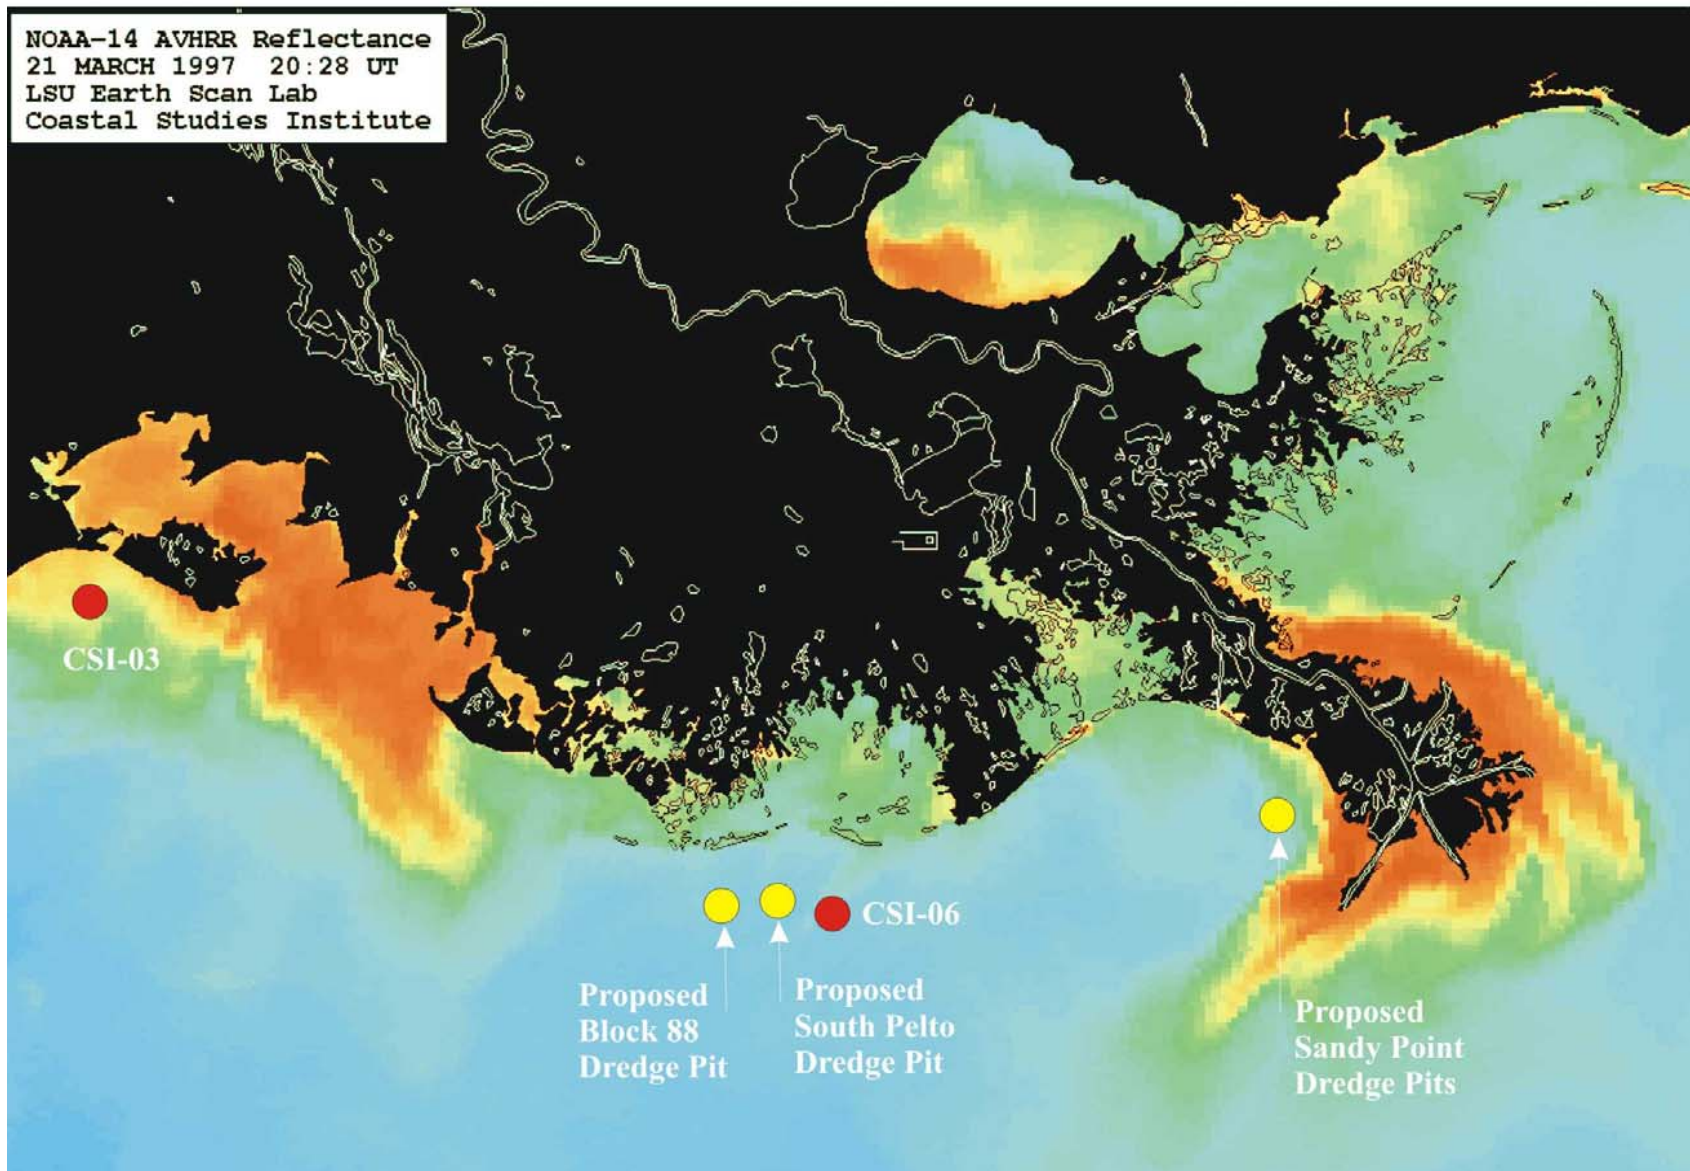 NOAA-14 AVHRR Reflectance
21 MARCH 1997 20:28 UT
LSU Earth Scan Lab
Coastal Studies Institute
CSI-03
CSI-06
Proposed
Block 88
Dredge Pit
Proposed
South Pelto
Dredge Pit
Proposed
Sandy Point
Dredge Pits